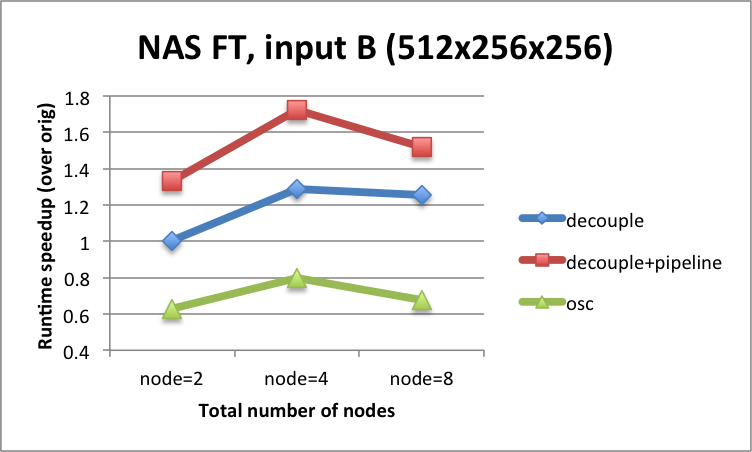 NAS FT, input B (512x256x256)
Runtime speedup (over orig)
1.8
1.6
1.4
1.2
1
0.8
0.6
0.4
node=2
node=4
node=8
Total number of nodes
decouple
decouple+pipeline
osc